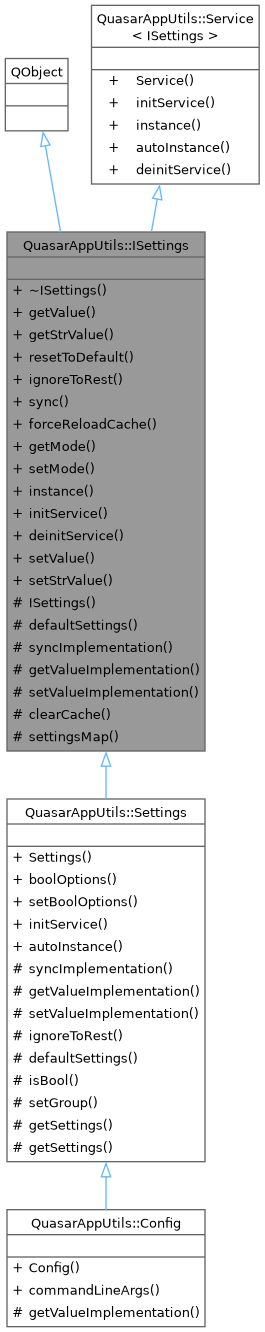 QuasarAppUtils::Service
< ISettings >
+ Service()
+ initService()
+ instance()
+ autoInstance()
+ deinitService()
QObject
QuasarAppUtils::ISettings
+ ~ISettings()
+ getValue()
+ getStrValue()
+ resetToDefault()
+ ignoreToRest()
+ sync()
+ forceReloadCache()
+ getMode()
+ setMode()
+ instance()
+ initService()
+ deinitService()
+ setValue()
+ setStrValue()
# ISettings()
# defaultSettings()
# syncImplementation()
# getValueImplementation()
# setValueImplementation()
# clearCache()
# settingsMap()
QuasarAppUtils::Settings
+ Settings()
+ boolOptions()
+ setBoolOptions()
+ initService()
+ autoInstance()
# syncImplementation()
# getValueImplementation()
# setValueImplementation()
# ignoreToRest()
# defaultSettings()
# isBool()
# setGroup()
# getSettings()
# getSettings()
QuasarAppUtils::Config
+ Config()
+ commandLineArgs()
# getValueImplementation()